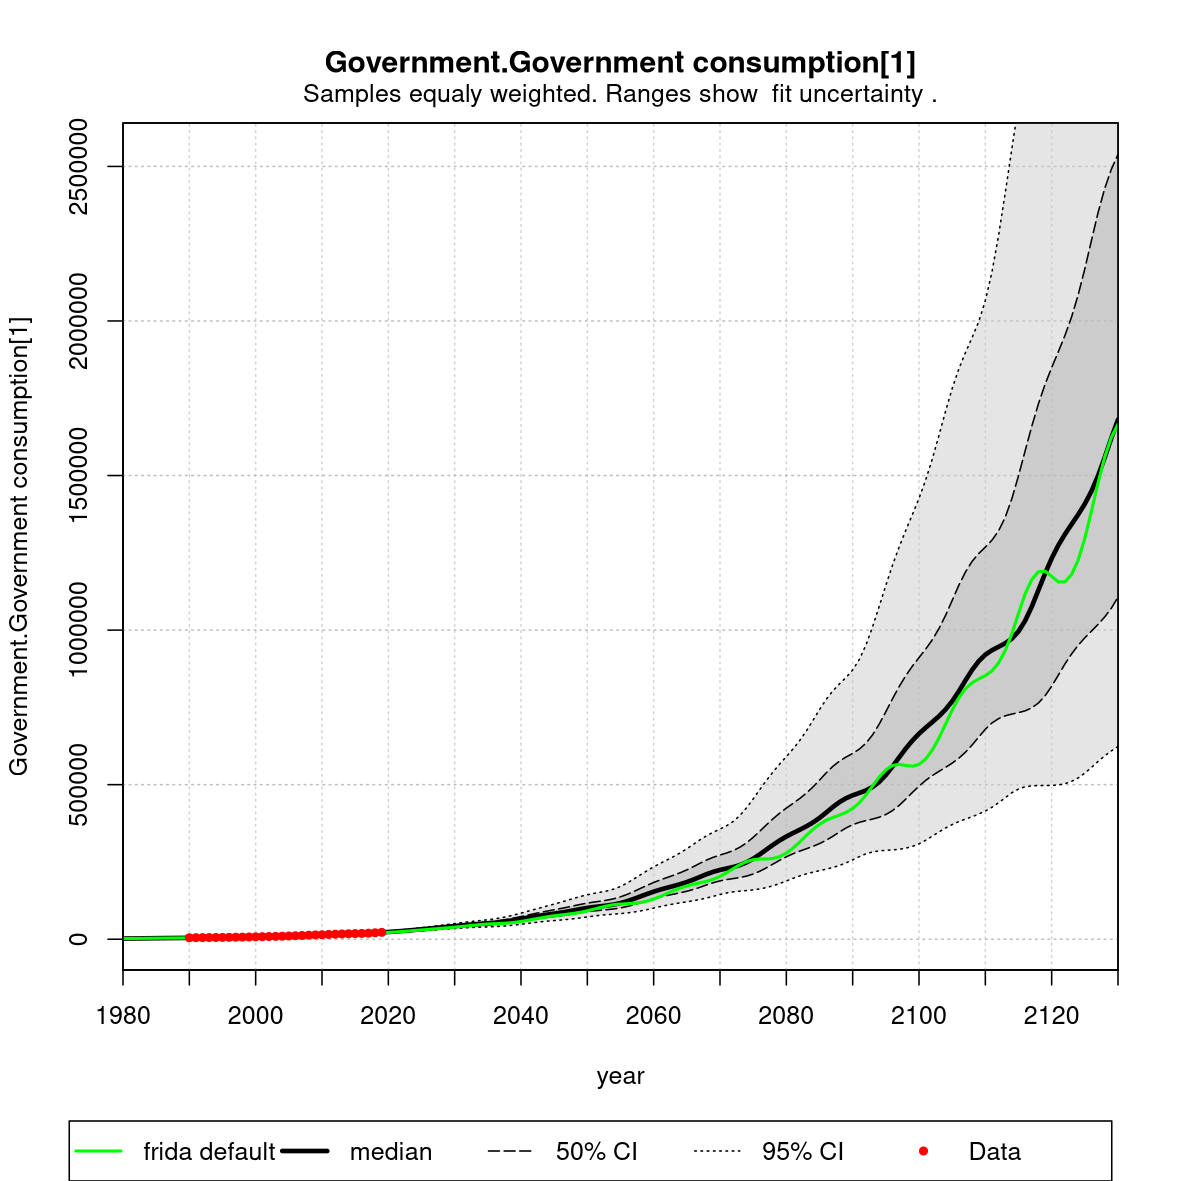 Government.Government consumption[1]
Samples equaly weighted. Ranges show  fit uncertainty .
Government.Government consumption[1]
2500000
2000000
1500000
1000000
500000
0
1980 2000 2020 2040 2060 2080 2100 2120
year
frida default median 50% CI 95% CI Data